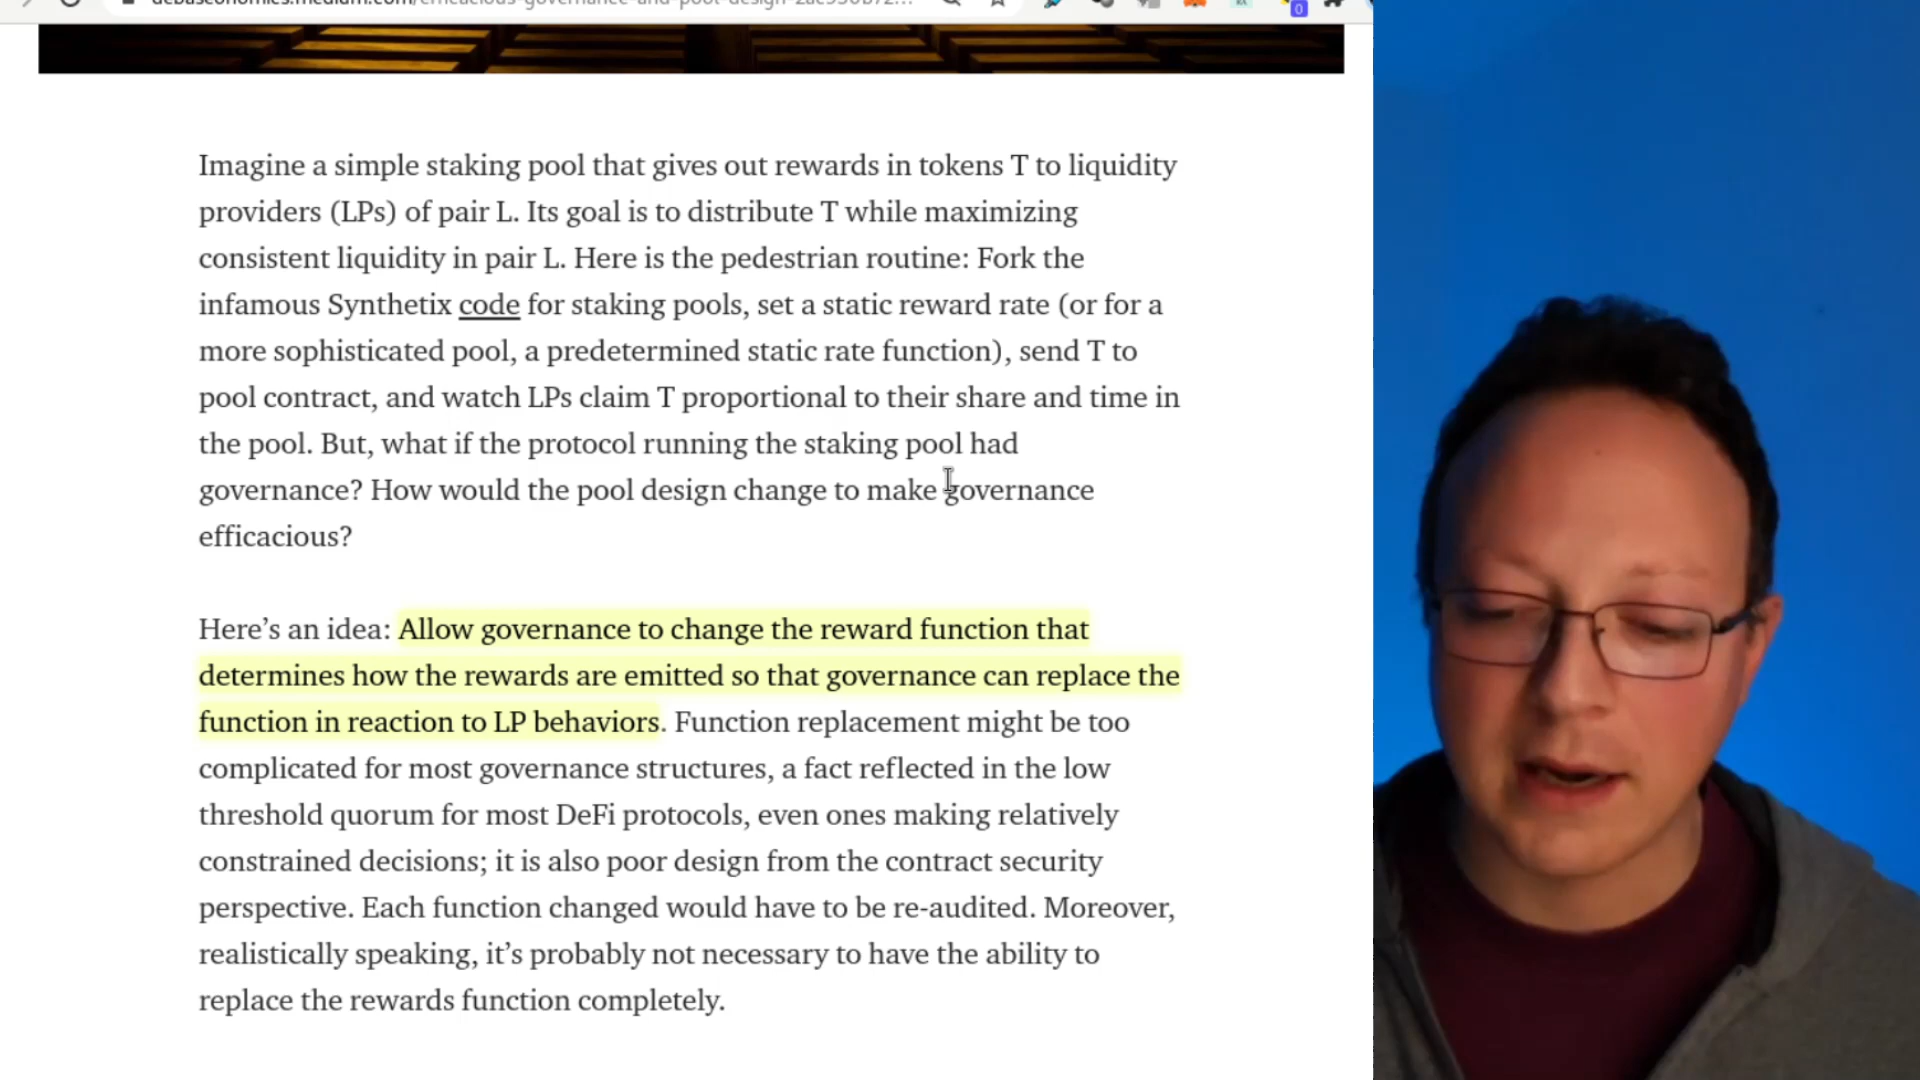 Imagine a simple staking pool that gives out rewards in tokens T to liquidity
providers (LPs) of pair L. Its goal is to distribute T while maximizing
consistent liquidity in pair L. Here is the pedestrian routine: Fork the
infamous Synthetix code for staking pools, set a static reward rate (or for a
more sophisticated pool, a predetermined static rate function), send T to
pool contract, and watch LPs claim T proportional to their share and time in
the pool. But, what if the protocol running the staking pool had
governance? How would the pool design change to make governance
efficacious?
Here’s an idea: Allow governance to change the reward function that
determines how the rewards are emitted so that governance can replace the
function in reaction to LP behaviors. Function replacement might be too
complicated for most governance structures, a fact reflected in the low
threshold quorum for most DeFi protocols, even ones making relatively
constrained decisions; it is also poor design from the contract security
perspective. Each function changed would have to be re-audited. Moreover,
realistically speaking, it’s probably not necessary to have the ability to
replace the rewards function completely.
0